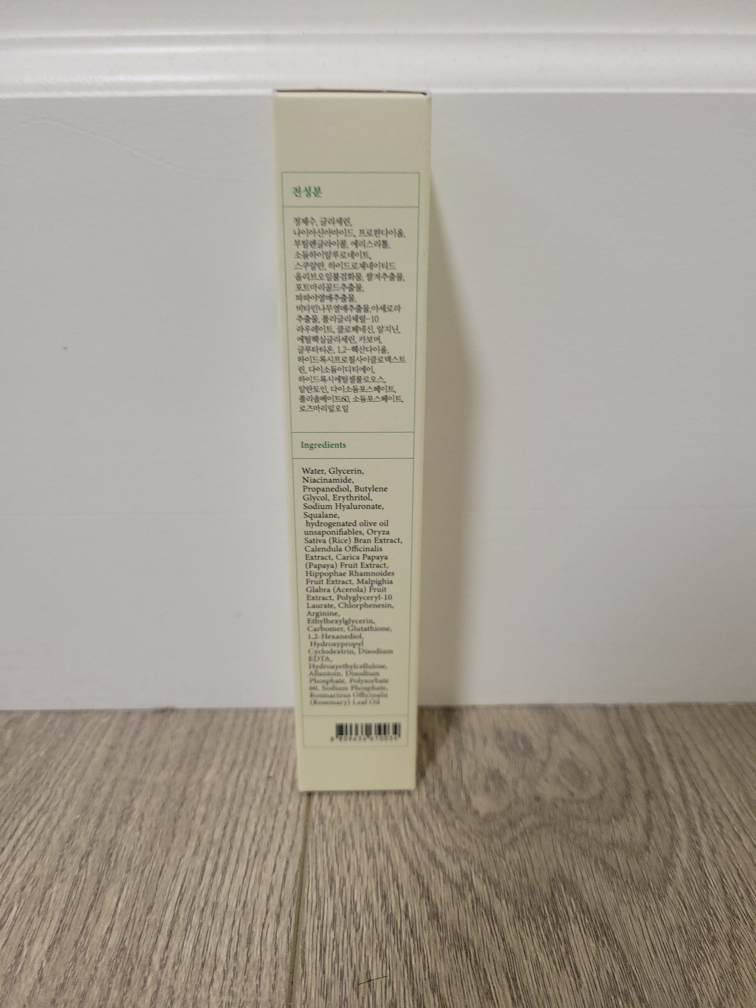 전성분
정제수, 글리세린,
나이아신아마이드, 프로판다이올,
부틸렌글라이콜, 에리스리톨,
소듐하이알루로네이트,
스쿠알란, 하이드로제네이티드
올리브오일불검화물, 쌀겨추출물,
포트마리골드추출물,
파파야열매추출물,
비타민나무열매추출물,아세로라
추출물, 폴리글리세릴-10
라우레이트, 클로페네신, 알지닌,
에틸헥실글리세린, 카보머,
글루타티온, 1,2-헥산다이올,
하이드록시프로필사이클로덱스트
린, 다이소듐이디티에이,
하이드록시에틸셀룰로오스,
알란토인, 다이소듐포스페이트,
폴리솔베이트60, 소듐포스페이트,
로즈마리잎오일
Ingredients
Water, Glycerin,
Niacinamide,
Propanediol, Butylene
Glycol, Erythritol,
Sodium Hyaluronate,
Squalane,
hydrogenated olive oil
unsaponifiables, Oryza
Sativa (Rice) Bran Extract,
Calendula Officinalis
Extract, Carica Papaya
(Papaya) Fruit Extract,
Hippophae Rhamnoides
Fruit Extract, Malpighia
Glabra (Acerola) Fruit
Extract, Polyglyceryl-10
Laurate, Chlorphenesin,
Arginine,
Ethylhexylglycerin,
Carbomer, Glutathione,
1,2-Hexanediol,
Hydroxypropyl
Cyclodextrin, Disodium
EDTA,
Hydroxyethylcellulose,
Allantoin, Disodium
Phosphate, Polysorbate
60, Sodium Phosphate,
Rosmarinus Officinalis
(Rosemary) Leaf Oil